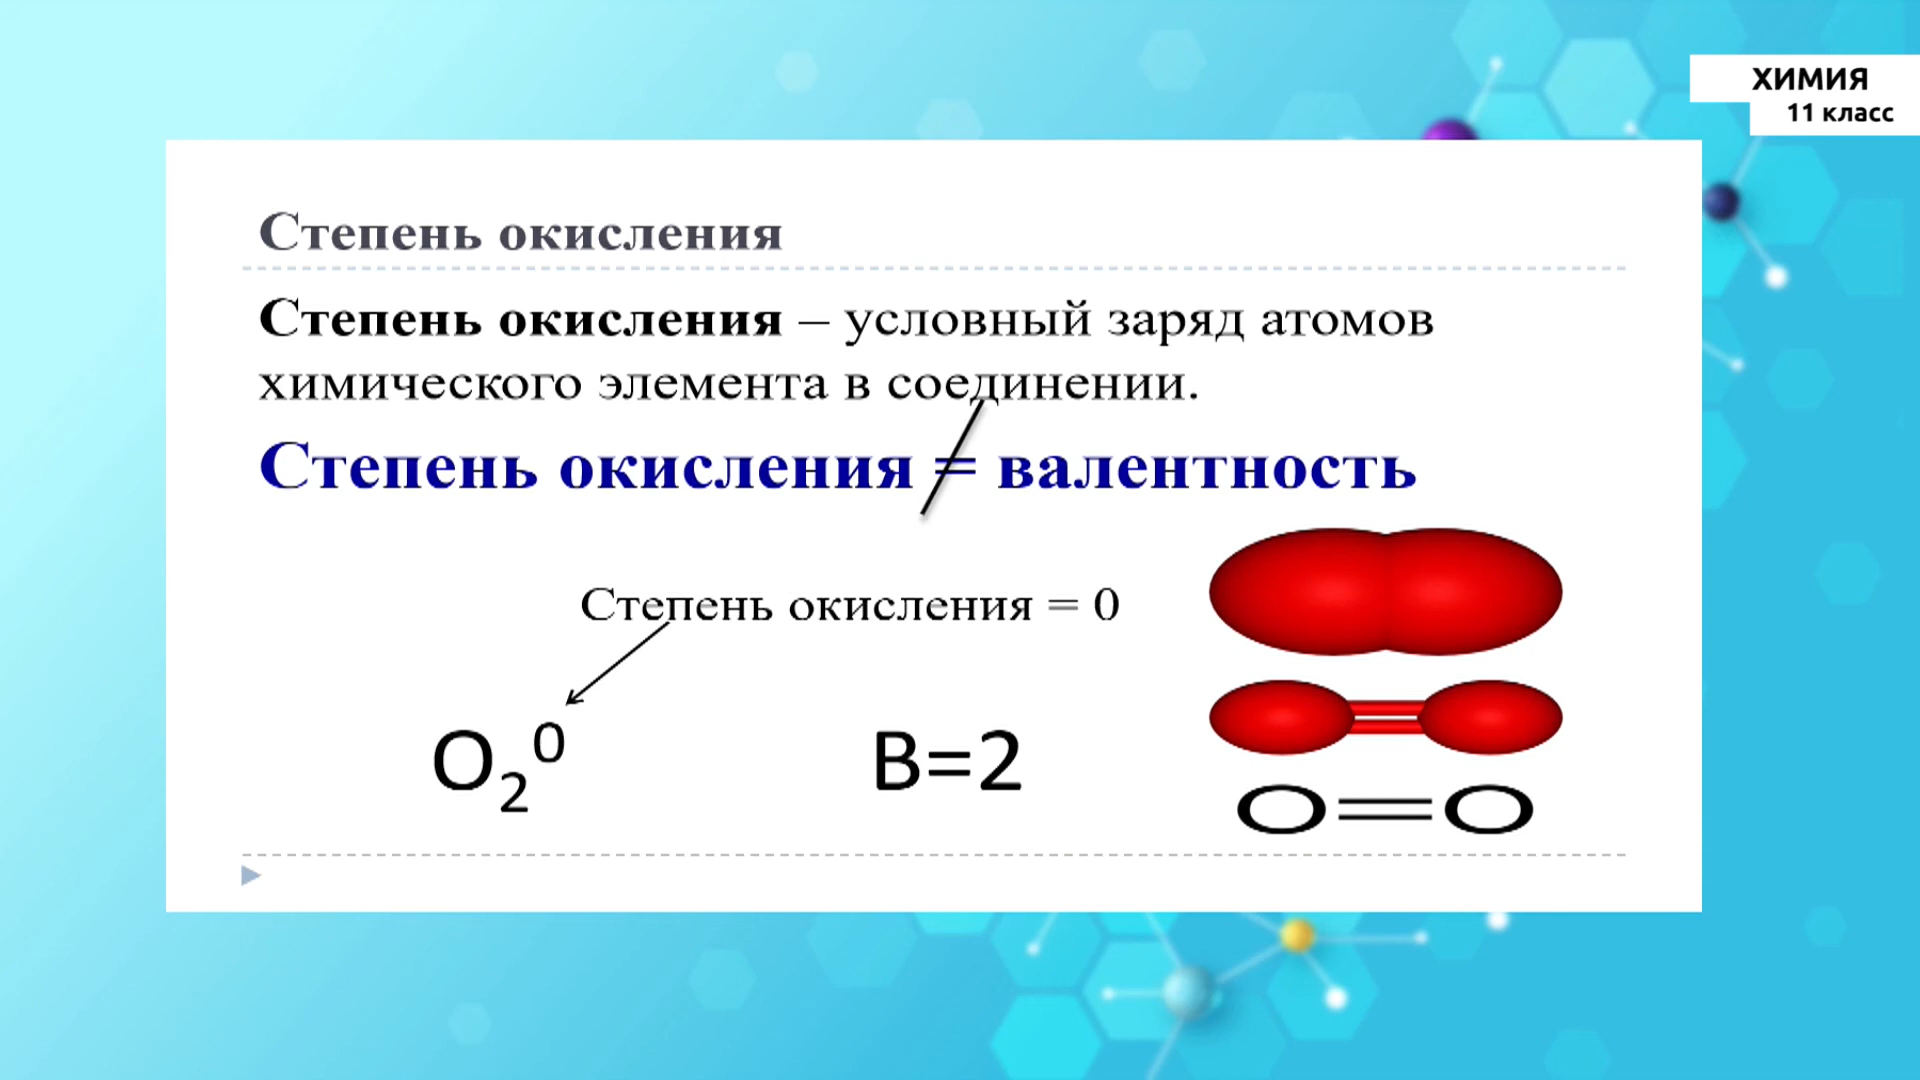 ХИМИЯ
11 класс
Степень окисления
Степень окисления – условный заряд атомов
химического элемента в соединении.
Степень окисления ≠ валентность
Степень окисления = 0
O₂⁰
В=2
O=O